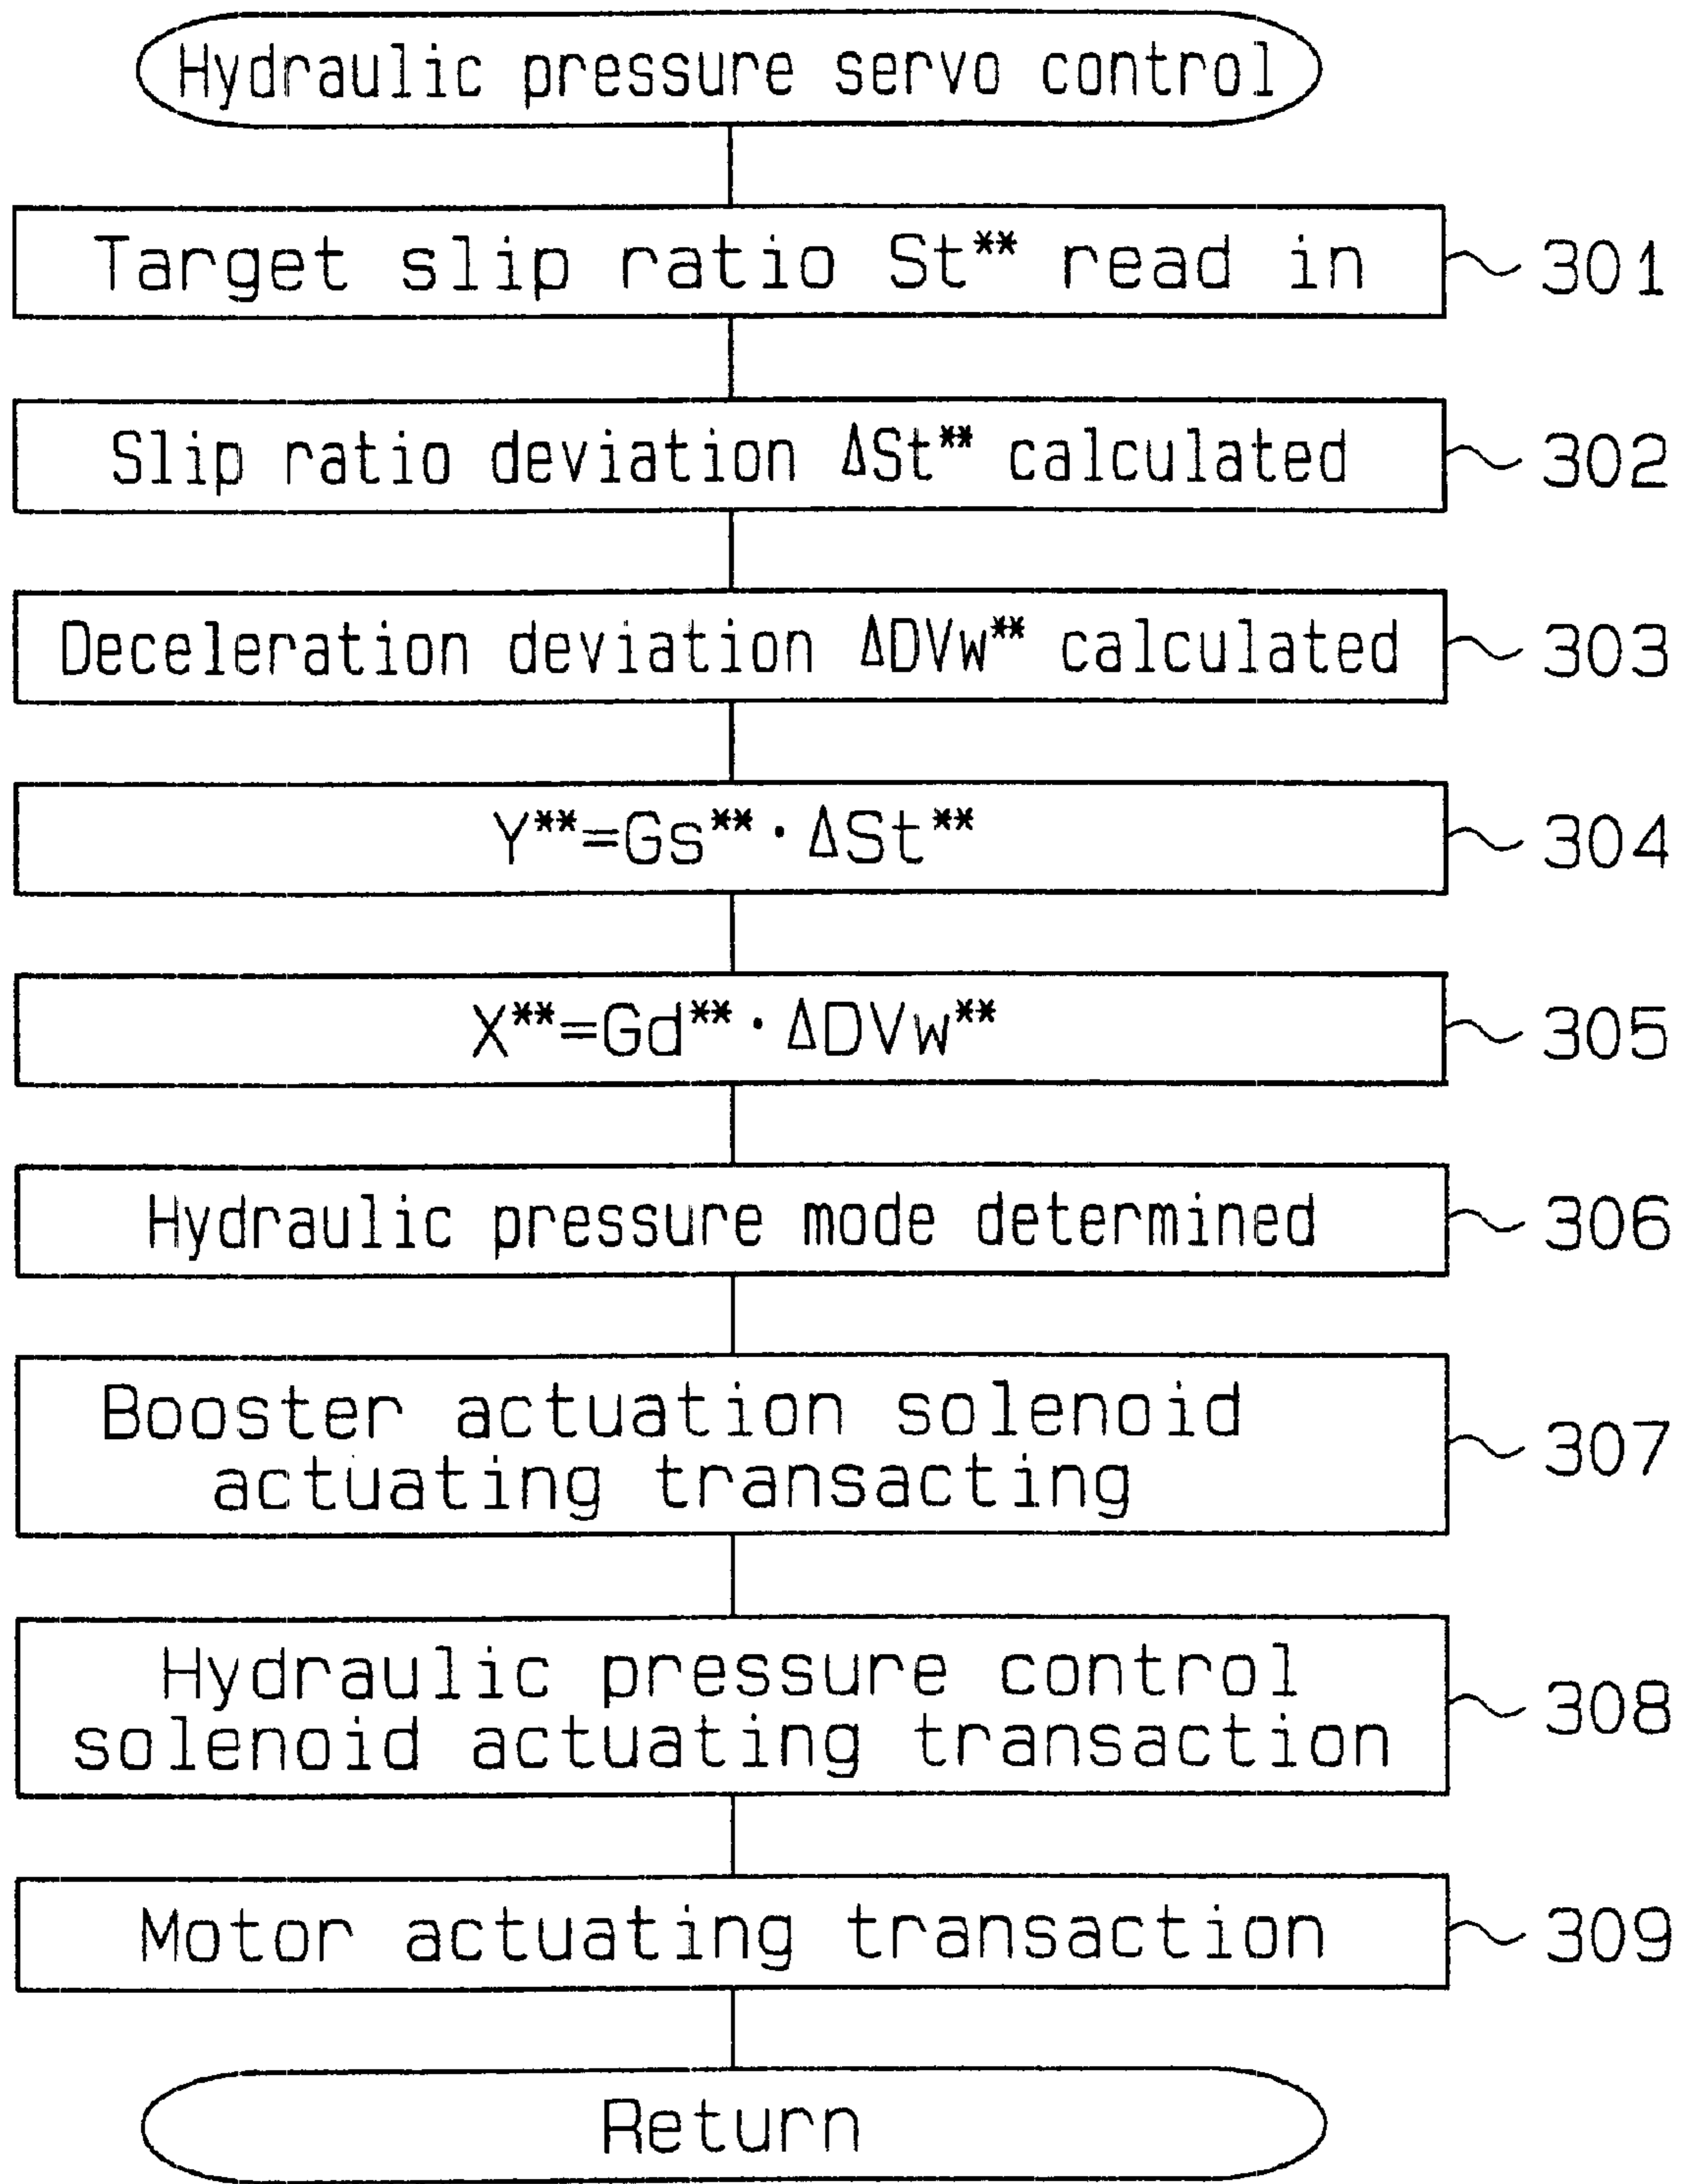 Hydraulic pressure servo control
Target slip ratio St** read in
301
Slip ratio deviation ΔSt** calculated
302
Deceleration deviation ΔDVw** calculated
303
Y**=Gs**·ΔSt**
304
X**=Gd**·ΔDVw**
305
Hydraulic pressure mode determined
306
Booster actuation solenoid
actuating transacting
307
Hydraulic pressure control
solenoid actuating transaction
308
Motor actuating transaction
309
Return